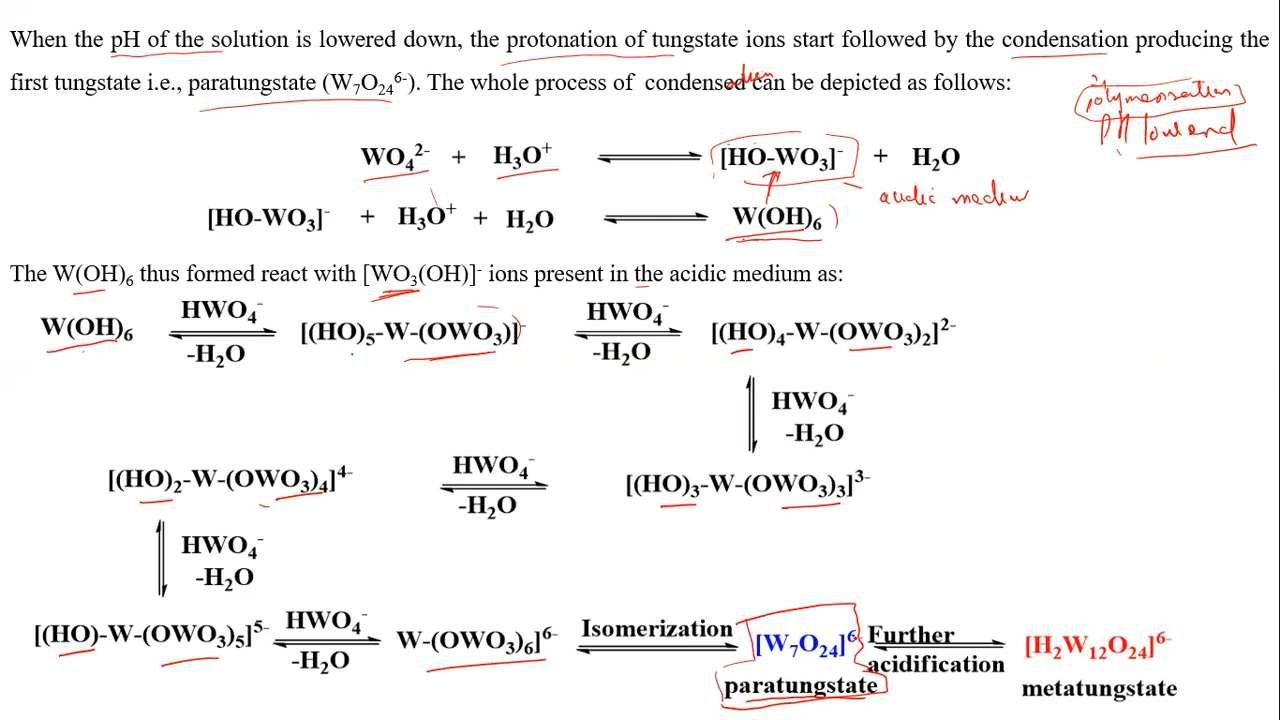 When the pH of the solution is lowered down, the protonation of tungstate ions start followed by the condensation producing the
first tungstate i.e., paratungstate (W₇O₂₄⁶⁻). The whole process of condensed can be depicted as follows:
polymerisation
PH lowered
WO₄²⁻ + H₃O⁺ ⇌ [HO-WO₃]⁻ + H₂O
acidic medium
[HO-WO₃]⁻ + H₃O⁺ + H₂O ⇌ W(OH)₆
The W(OH)₆ thus formed react with [WO₃(OH)]⁻ ions present in the acidic medium as:
HWO₄⁻ HWO₄⁻
W(OH)₆ ⇌ [(HO)₅-W-(OWO₃)]⁻ ⇌ [(HO)₄-W-(OWO₃)₂]²⁻
-H₂O -H₂O
HWO₄⁻
-H₂O
HWO₄⁻
[(HO)₂-W-(OWO₃)₄]⁴⁻ ⇌ [(HO)₃-W-(OWO₃)₃]³⁻
-H₂O
HWO₄⁻
-H₂O
HWO₄⁻ Isomerization Further
[(HO)-W-(OWO₃)₅]⁵⁻ ⇌ W-(OWO₃)₆]⁶⁻ ⇌ [W₇O₂₄]⁶⁻ ⇌ [H₂W₁₂O₂₄]⁶⁻
-H₂O acidification
paratungstate metatungstate